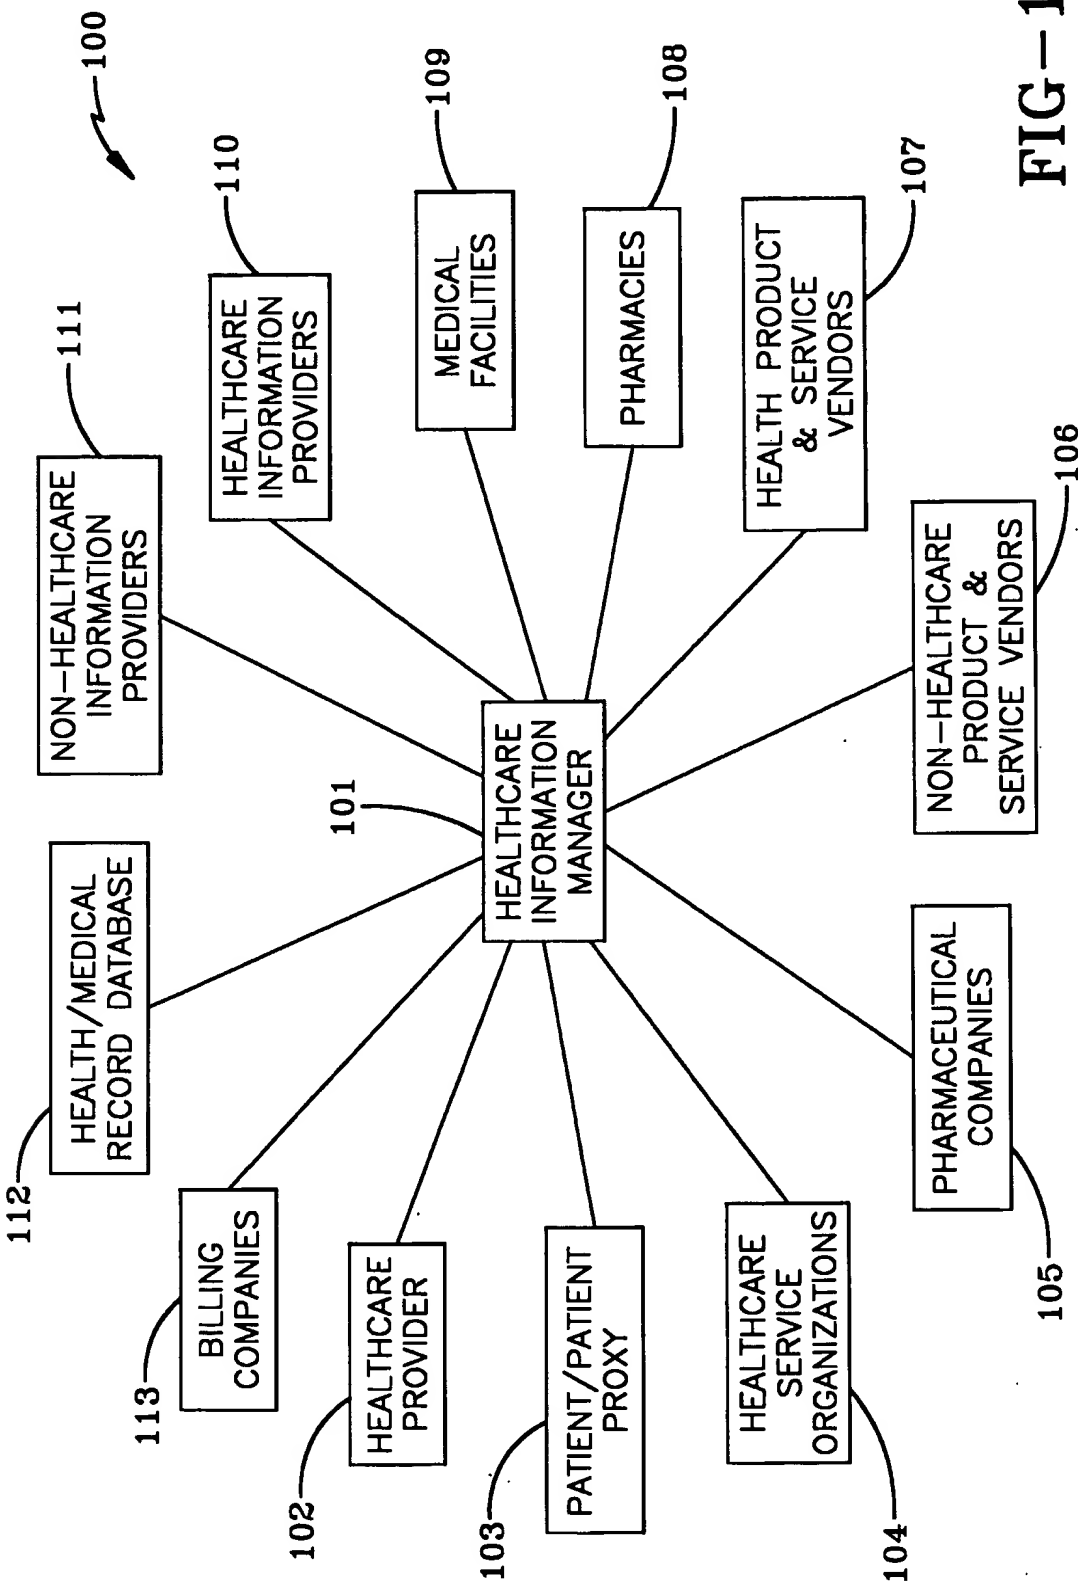 100
111
NON-HEALTHCARE
INFORMATION
PROVIDERS
110
HEALTHCARE
INFORMATION
PROVIDERS
109
MEDICAL
FACILITIES
108
PHARMACIES
107
HEALTH PRODUCT
& SERVICE
VENDORS
106
NON-HEALTHCARE
PRODUCT &
SERVICE VENDORS
105
PHARMACEUTICAL
COMPANIES
104
HEALTHCARE
SERVICE
ORGANIZATIONS
103
PATIENT/PATIENT
PROXY
102
HEALTHCARE
PROVIDER
113
BILLING
COMPANIES
112
HEALTH/MEDICAL
RECORD DATABASE
101
HEALTHCARE
INFORMATION
MANAGER
FIG-1